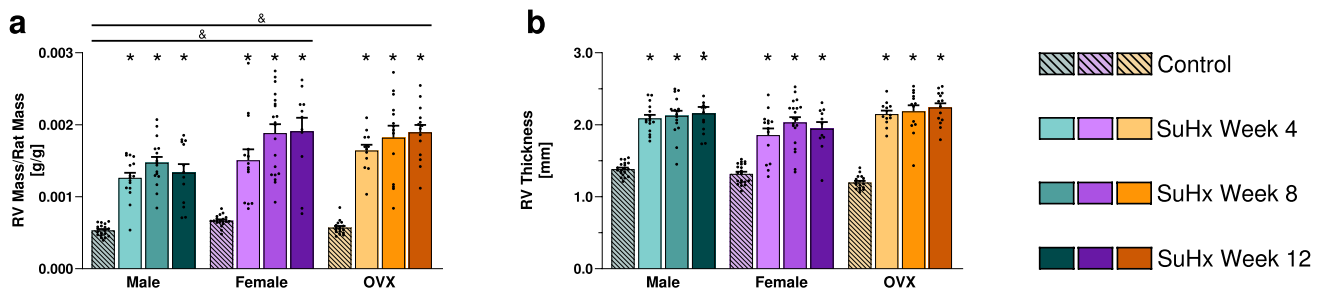 a
&
&
RV Mass/Rat Mass
[g/g]
0.003
0.002
0.001
0.000
* * * * * * * * *
Male Female OVX
b
RV Thickness
[mm]
3.0
2.0
1.0
0.0
* * * * * * * * *
Male Female OVX
Control
SuHx Week 4
SuHx Week 8
SuHx Week 12